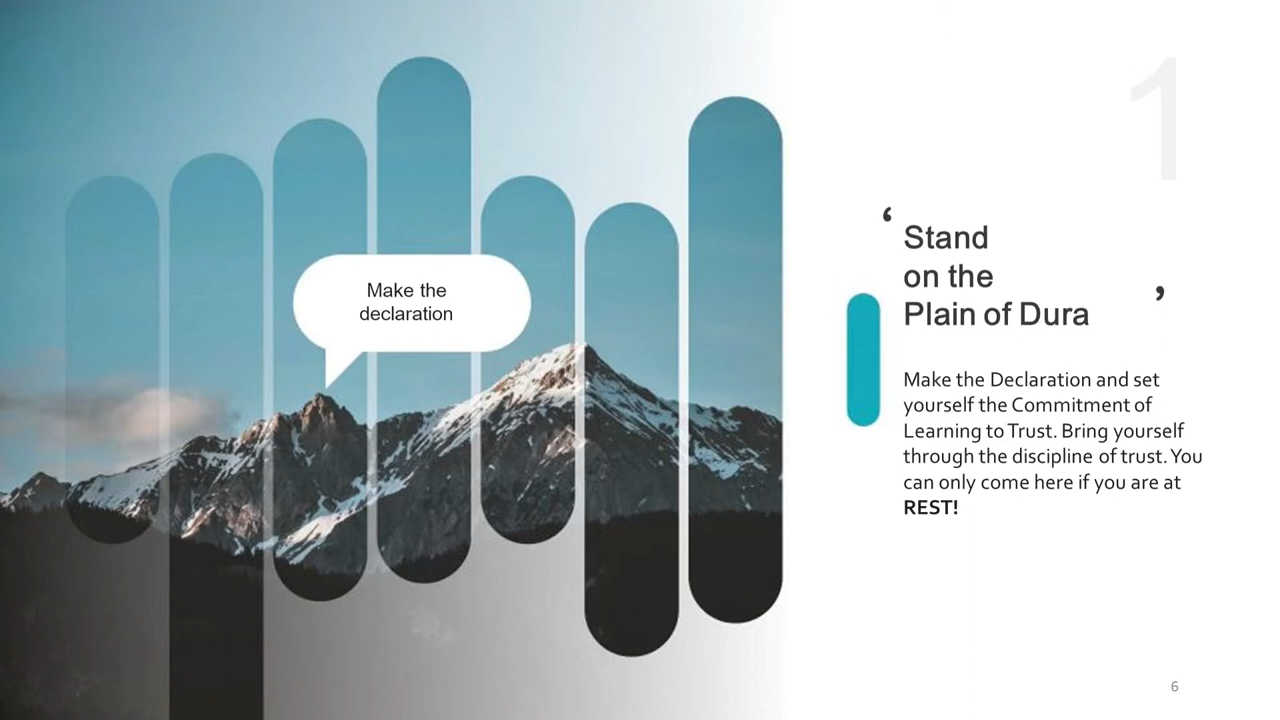 1
Make the
declaration
‘
Stand
on the
Plain of Dura
’
Make the Declaration and set
yourself the Commitment of
Learning to Trust. Bring yourself
through the discipline of trust. You
can only come here if you are at
REST!
6